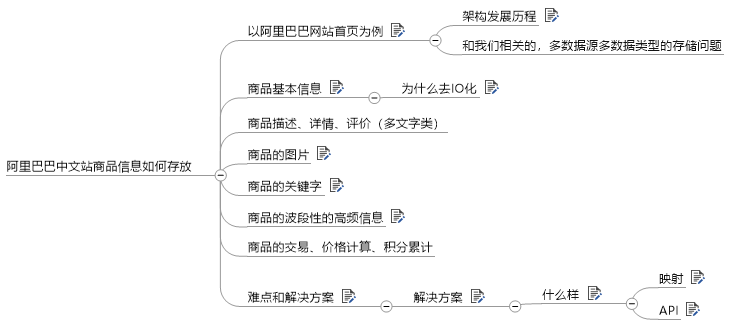 阿里巴巴中文站商品信息如何存放
以阿里巴巴网站首页为例
架构发展历程
和我们相关的，多数据源多数据类型的存储问题
商品基本信息
为什么去IO化
商品描述、详情、评价（多文字类）
商品的图片
商品的关键字
商品的波段性的高频信息
商品的交易、价格计算、积分累计
难点和解决方案
解决方案
什么样
映射
API